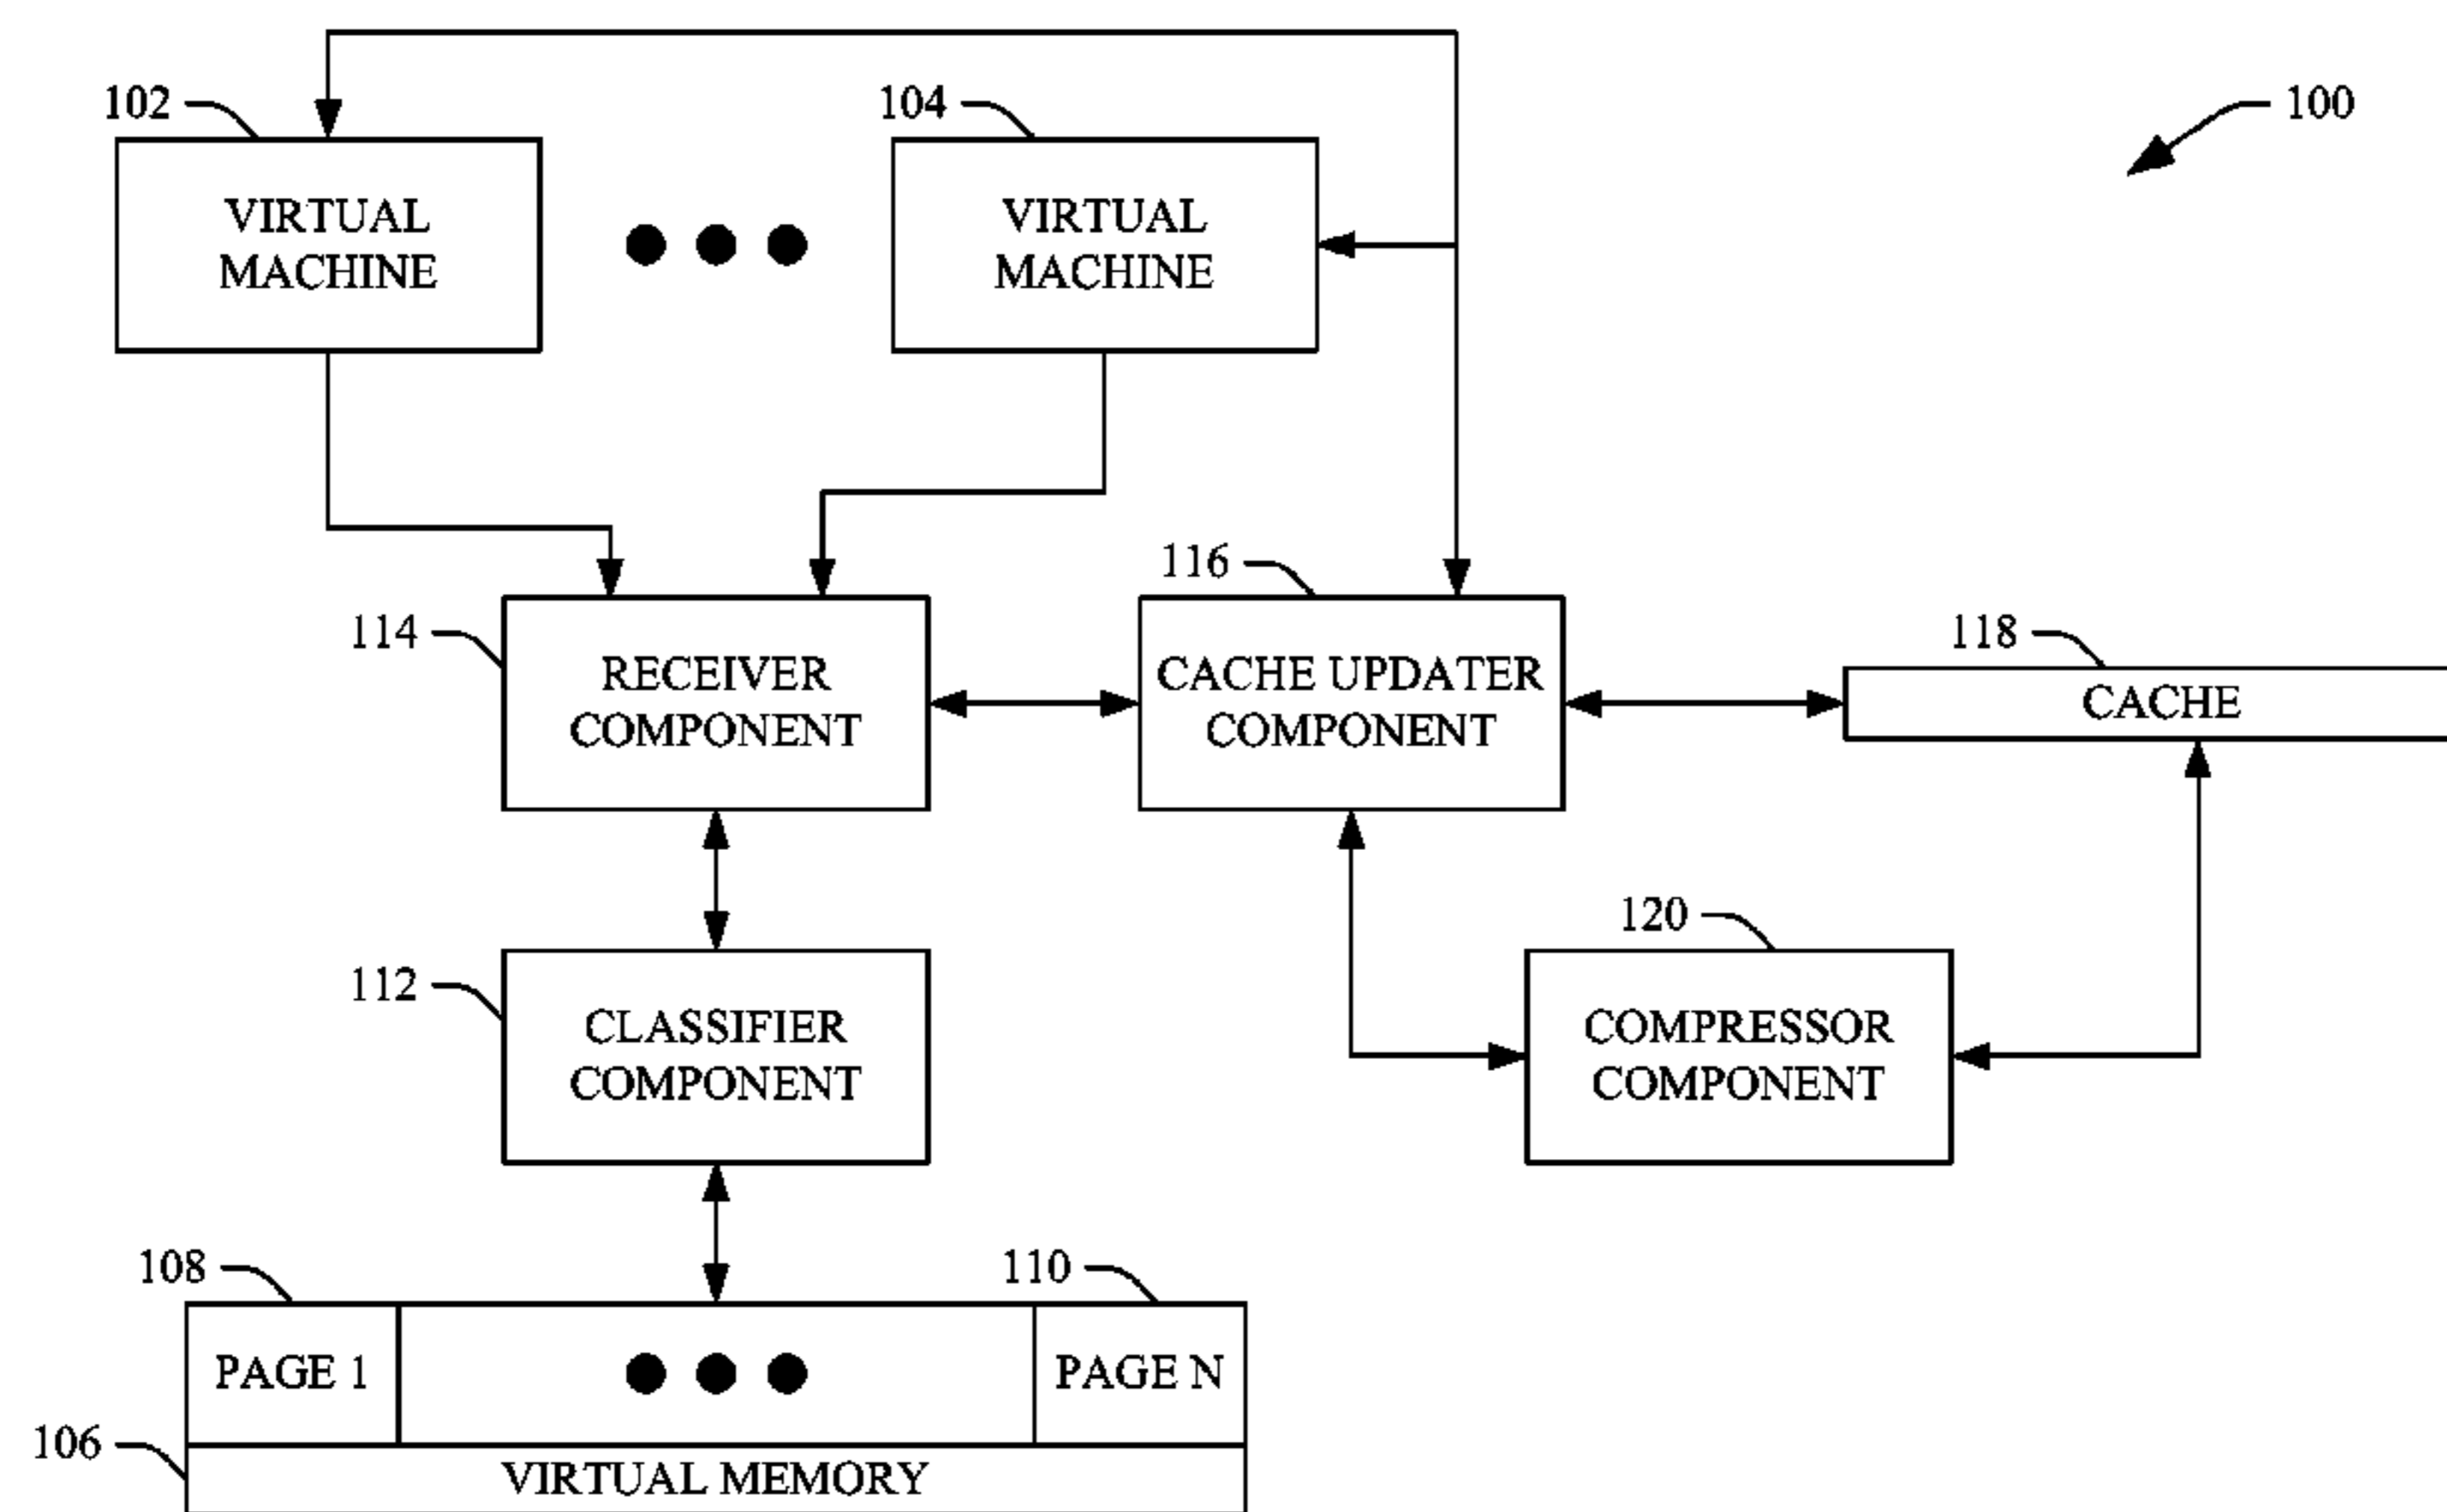 102
104
100
VIRTUAL
MACHINE
VIRTUAL
MACHINE
116
114
118
RECEIVER
COMPONENT
CACHE UPDATER
COMPONENT
CACHE
120
112
CLASSIFIER
COMPONENT
COMPRESSOR
COMPONENT
108
110
PAGE 1
PAGE N
106
VIRTUAL MEMORY